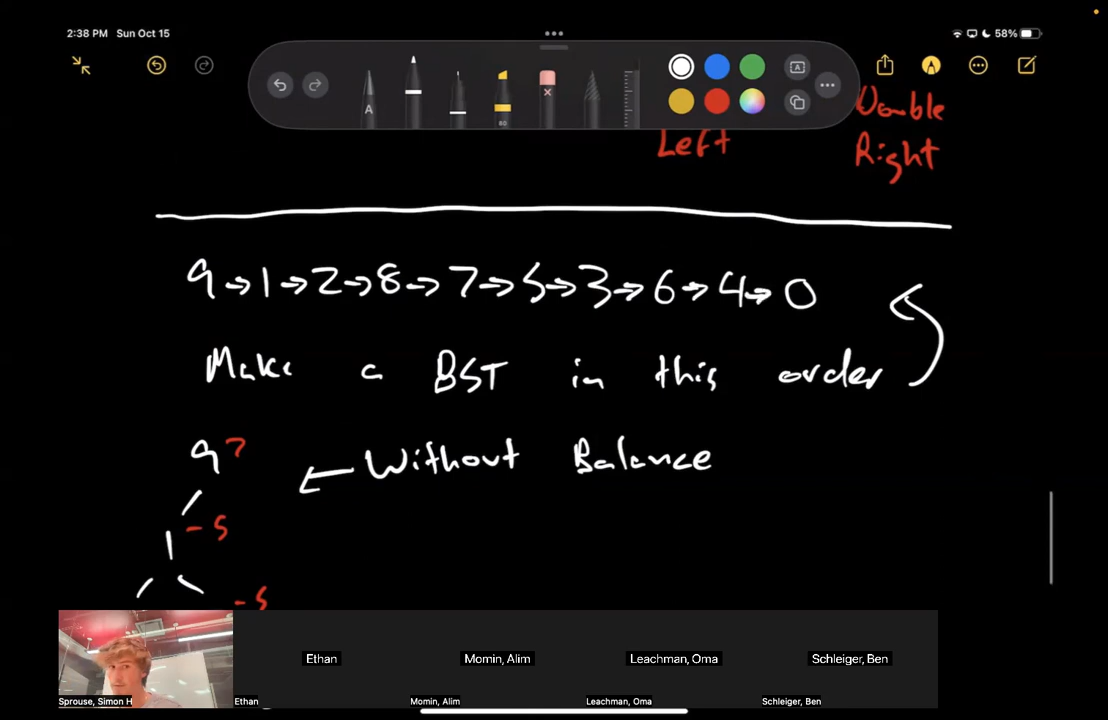 2:38 PM Sun Oct 15
58%
A
80
A
Double
Left
Right
9→1→2→8→7→5→3→6→4→0
Make a BST in this order
9 7
← Without Balance
-5
1
-5
Ethan
Momin, Alim
Leachman, Oma
Schleiger, Ben
Sprouse, Simon H
Ethan
Momin, Alim
Leachman, Oma
Schleiger, Ben